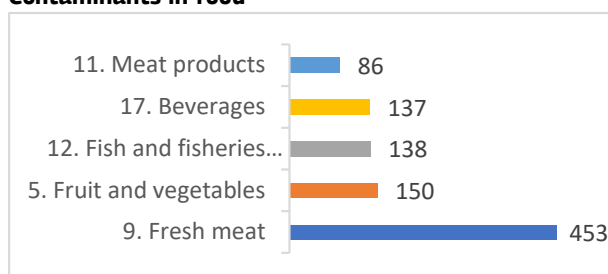 Contaminants in food
11. Meat products 86
17. Beverages 137
12. Fish and fisheries... 138
5. Fruit and vegetables 150
9. Fresh meat 453